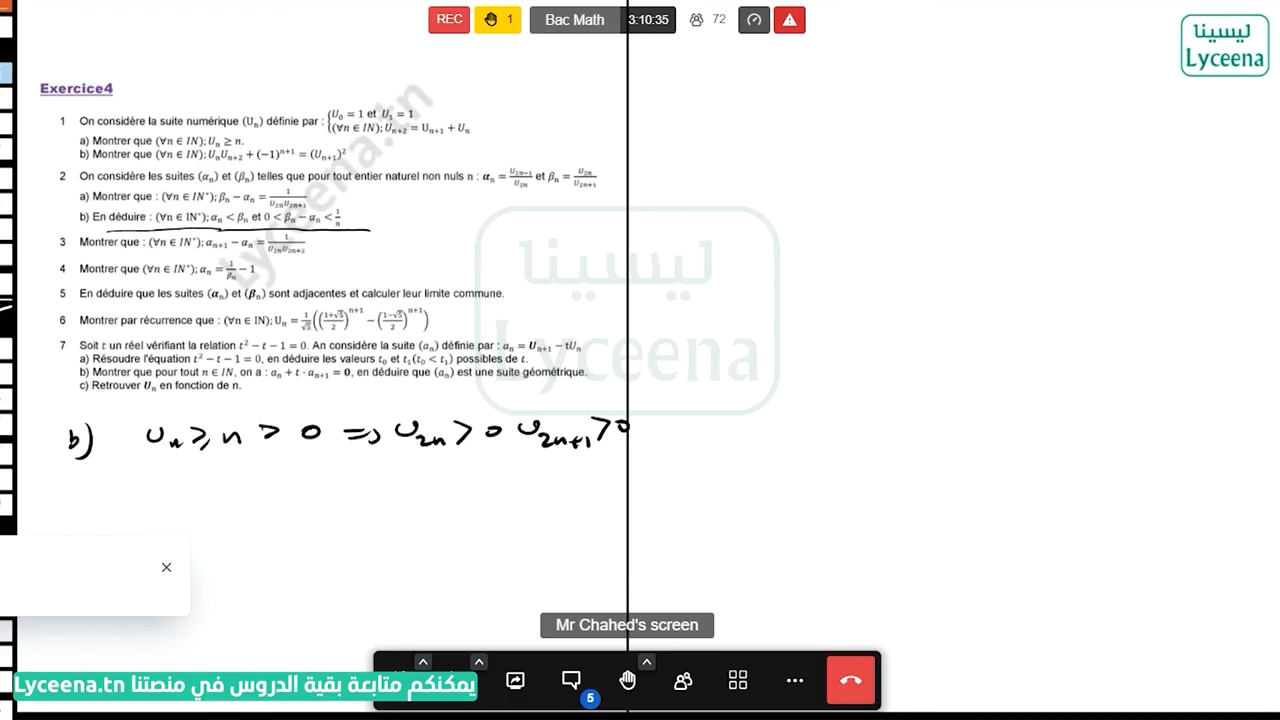 REC 1 Bac Math 3:10:35 72
ليسينا
Lyceena
Exercice4
1 On considère la suite numérique (Uₙ) définie par : {U₀ = 1 et U₁ = 1
{(∀n ∈ IN); Uₙ₊₂ = Uₙ₊₁ + Uₙ
a) Montrer que (∀n ∈ IN); Uₙ ≥ n.
b) Montrer que (∀n ∈ IN); UₙUₙ₊₂ + (−1)ⁿ⁺¹ = (Uₙ₊₁)²
2 On considère les suites (αₙ) et (βₙ) telles que pour tout entier naturel non nuls n : αₙ = U₂ₙ₋₁/U₂ₙ et βₙ = U₂ₙ/U₂ₙ₊₁
a) Montrer que : (∀n ∈ IN*); βₙ − αₙ = 1/(U₂ₙU₂ₙ₊₁)
b) En déduire : (∀n ∈ IN*); αₙ < βₙ et 0 < βₙ − αₙ < 1/n
3 Montrer que : (∀n ∈ IN*); αₙ₊₁ − αₙ = 1/(U₂ₙU₂ₙ₊₂)
4 Montrer que (∀n ∈ IN*); αₙ = 1/βₙ − 1
5 En déduire que les suites (αₙ) et (βₙ) sont adjacentes et calculer leur limite commune.
6 Montrer par récurrence que : (∀n ∈ IN); Uₙ = 1/√5 (((1+√5)/2)ⁿ⁺¹ − ((1−√5)/2)ⁿ⁺¹)
7 Soit t un réel vérifiant la relation t² − t − 1 = 0. An considère la suite (aₙ) définie par : aₙ = Uₙ₊₁ − tUₙ
a) Résoudre l'équation t² − t − 1 = 0, en déduire les valeurs t₀ et t₁(t₀ < t₁) possibles de t.
b) Montrer que pour tout n ∈ IN, on a : aₙ + t · aₙ₊₁ = 0, en déduire que (aₙ) est une suite géométrique.
c) Retrouver Uₙ en fonction de n.
Lyceena.tn
ليسينا
Lyceena
b) Uₙ ≥ n > 0 ⇒ U₂ₙ > 0 U₂ₙ₊₁ > 0
Mr Chahed's screen
5
يمكنكم متابعة بقية الدروس في منصتنا Lyceena.tn